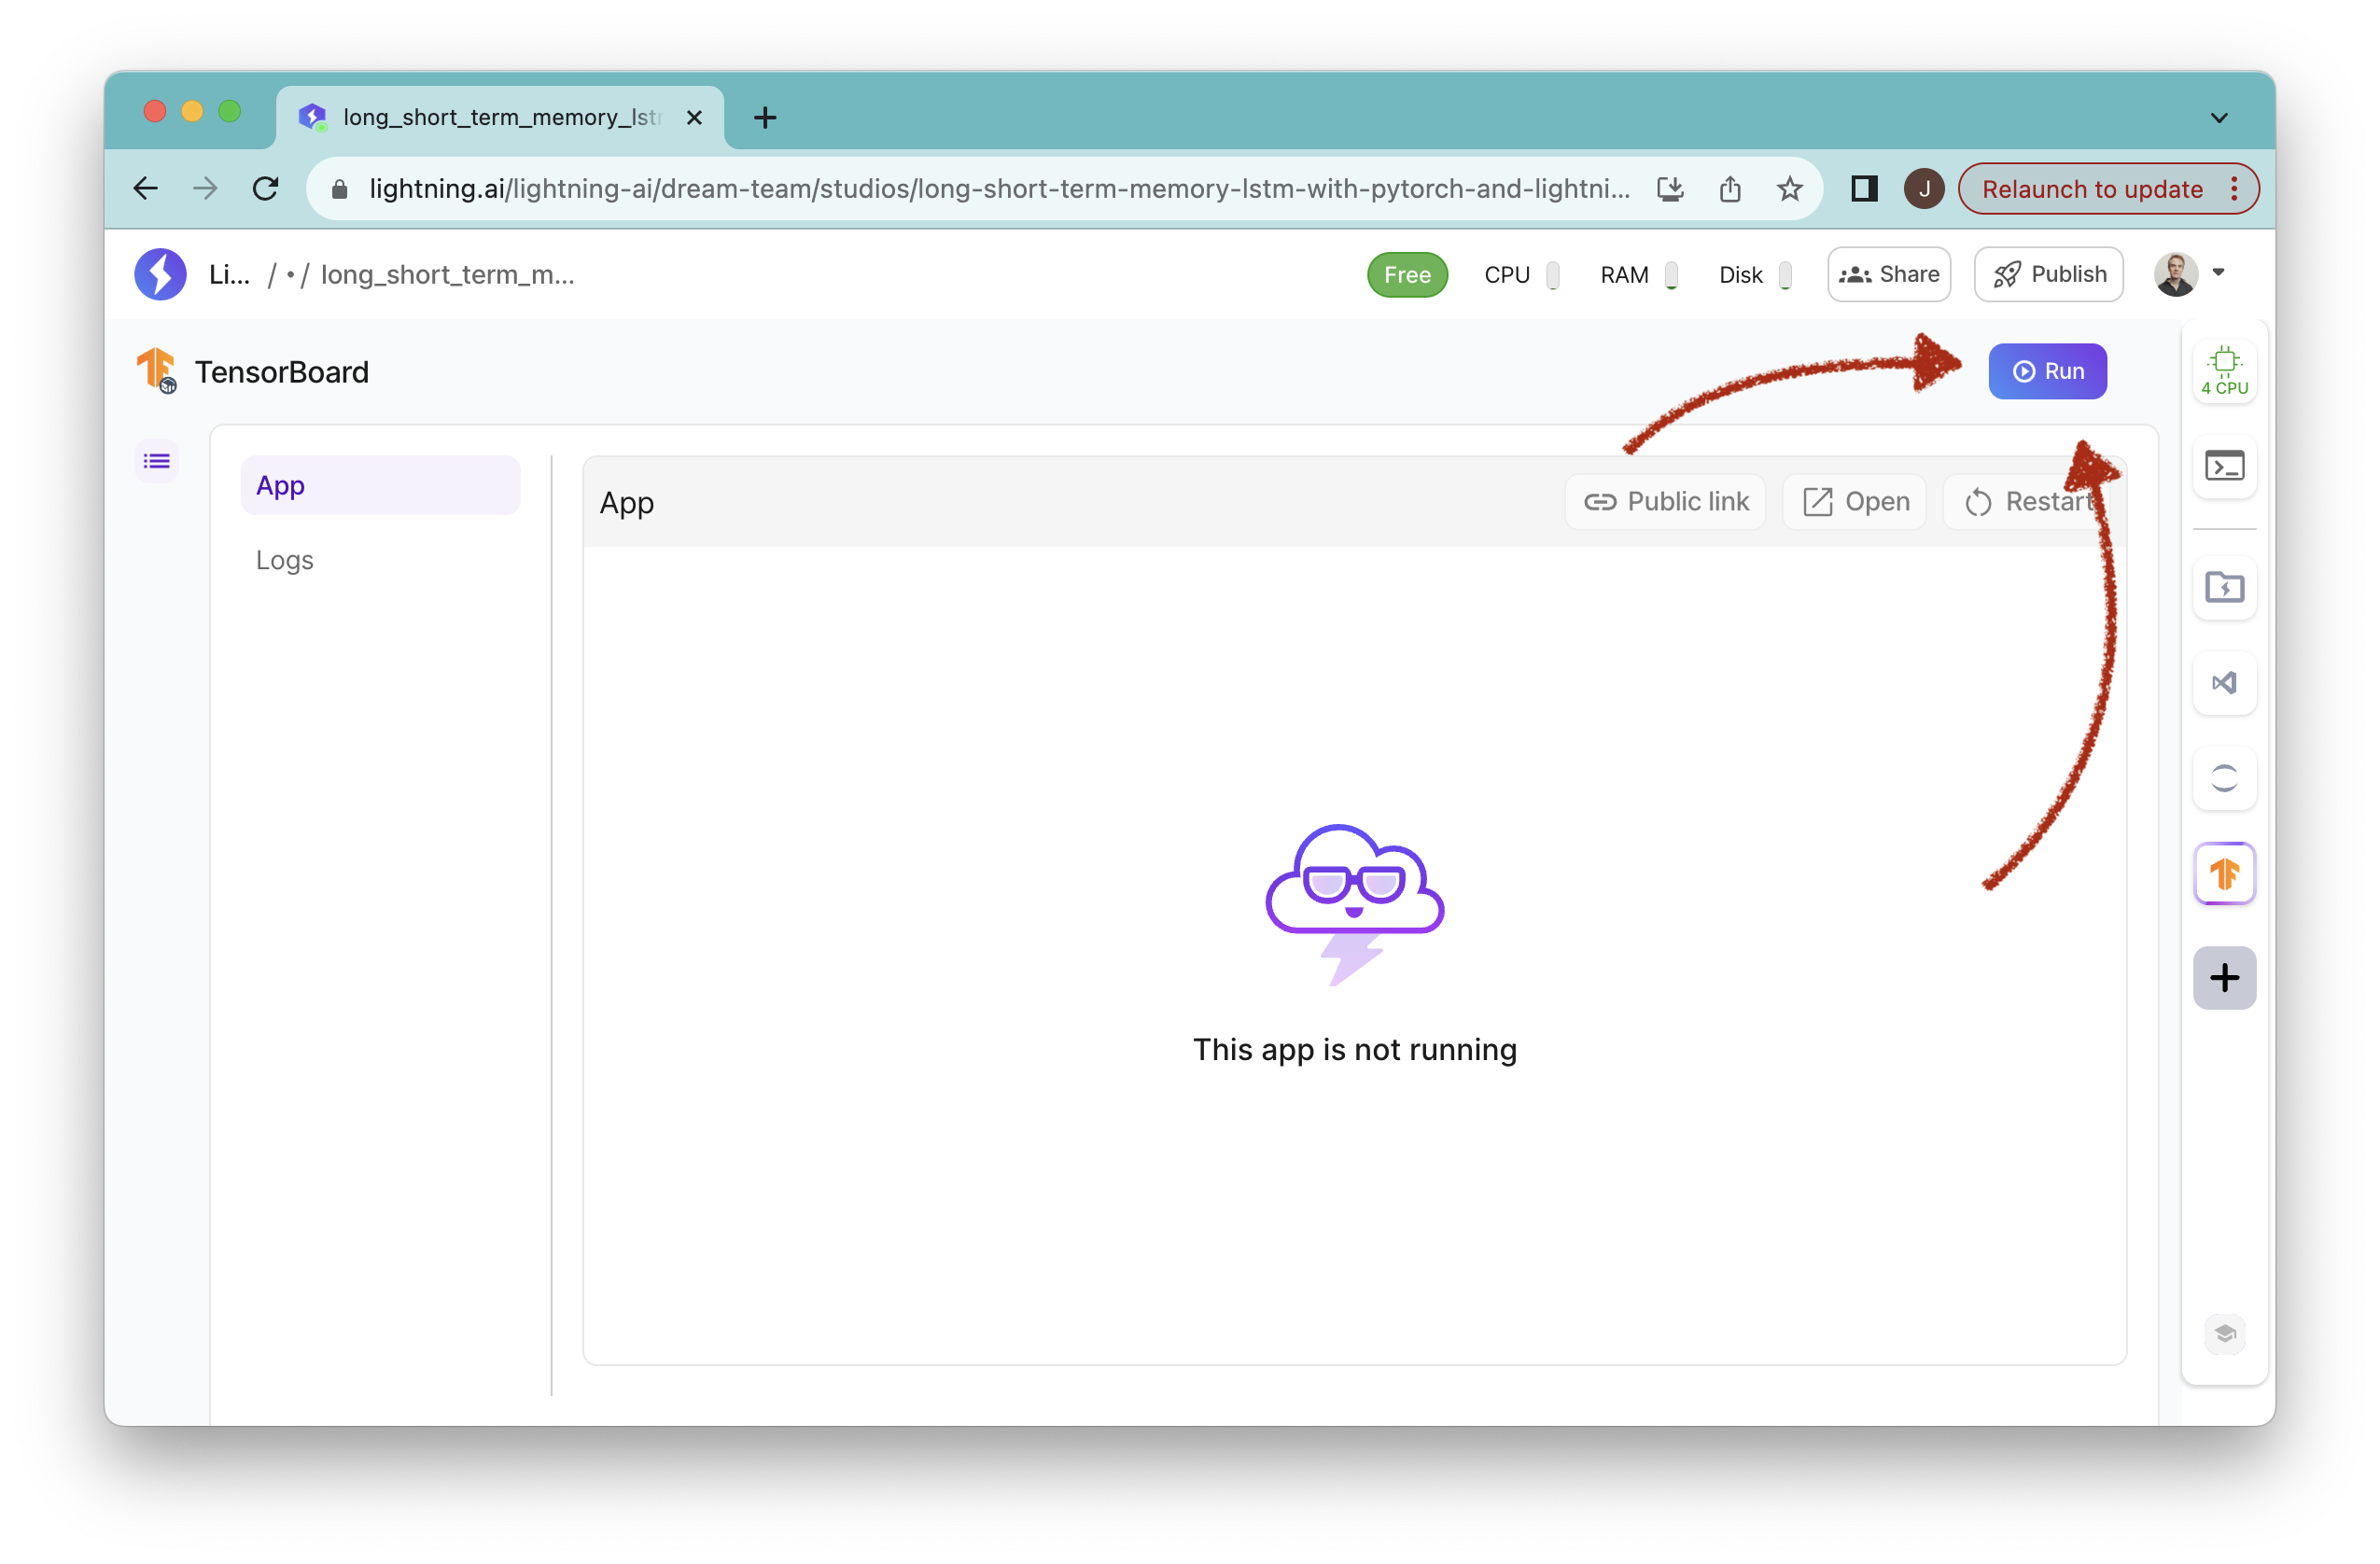 long_short_term_memory_lstr
lightning.ai/lightning-ai/dream-team/studios/long-short-term-memory-lstm-with-pytorch-and-lightni...
J
Relaunch to update
Li... / • / long_short_term_m...
Free
CPU
RAM
Disk
Share
Publish
TensorBoard
Run
4 CPU
App
Logs
App
Public link
Open
Restart
This app is not running